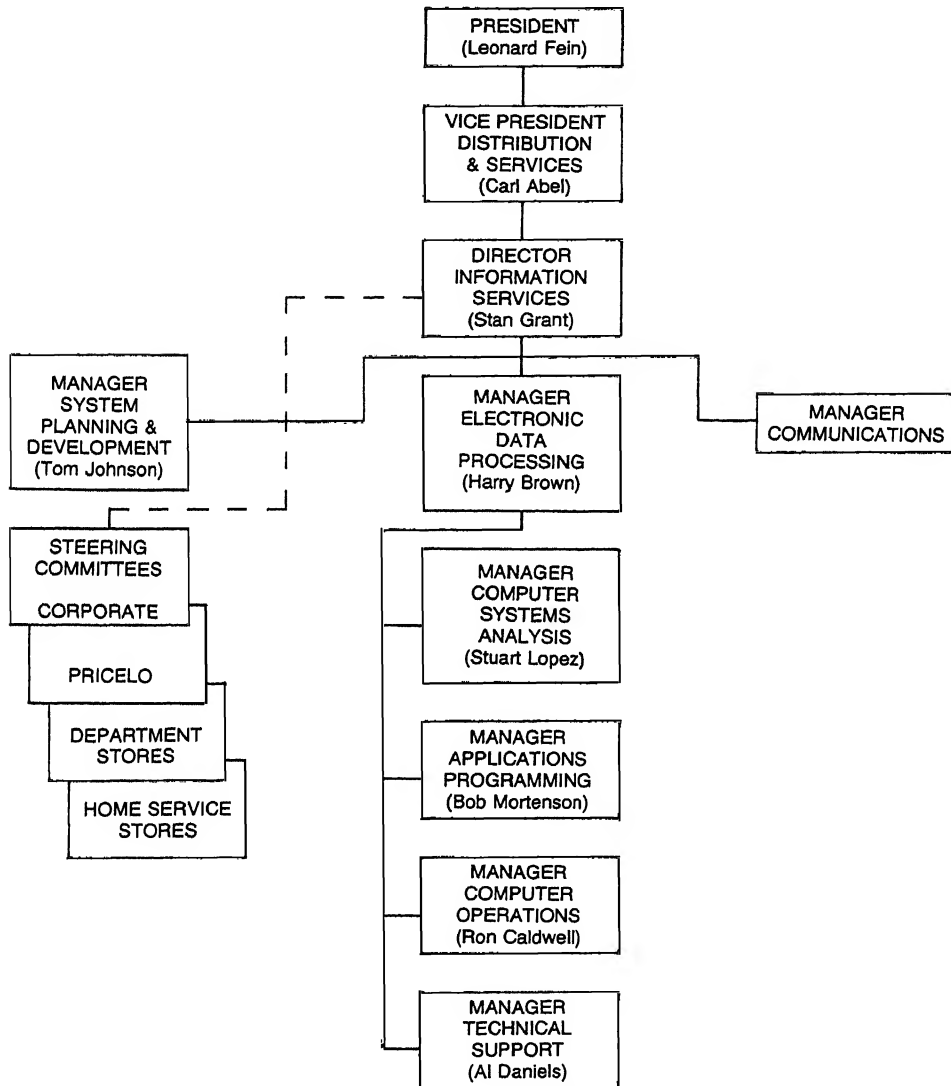 PRESIDENT
(Leonard Fein)
VICE PRESIDENT
DISTRIBUTION
& SERVICES
(Carl Abel)
DIRECTOR
INFORMATION
SERVICES
(Stan Grant)
MANAGER
SYSTEM
PLANNING &
DEVELOPMENT
(Tom Johnson)
MANAGER
ELECTRONIC
DATA
PROCESSING
(Harry Brown)
MANAGER
COMMUNICATIONS
STEERING
COMMITTEES
CORPORATE
PRICELO
DEPARTMENT
STORES
HOME SERVICE
STORES
MANAGER
COMPUTER
SYSTEMS
ANALYSIS
(Stuart Lopez)
MANAGER
APPLICATIONS
PROGRAMMING
(Bob Mortenson)
MANAGER
COMPUTER
OPERATIONS
(Ron Caldwell)
MANAGER
TECHNICAL
SUPPORT
(Al Daniels)